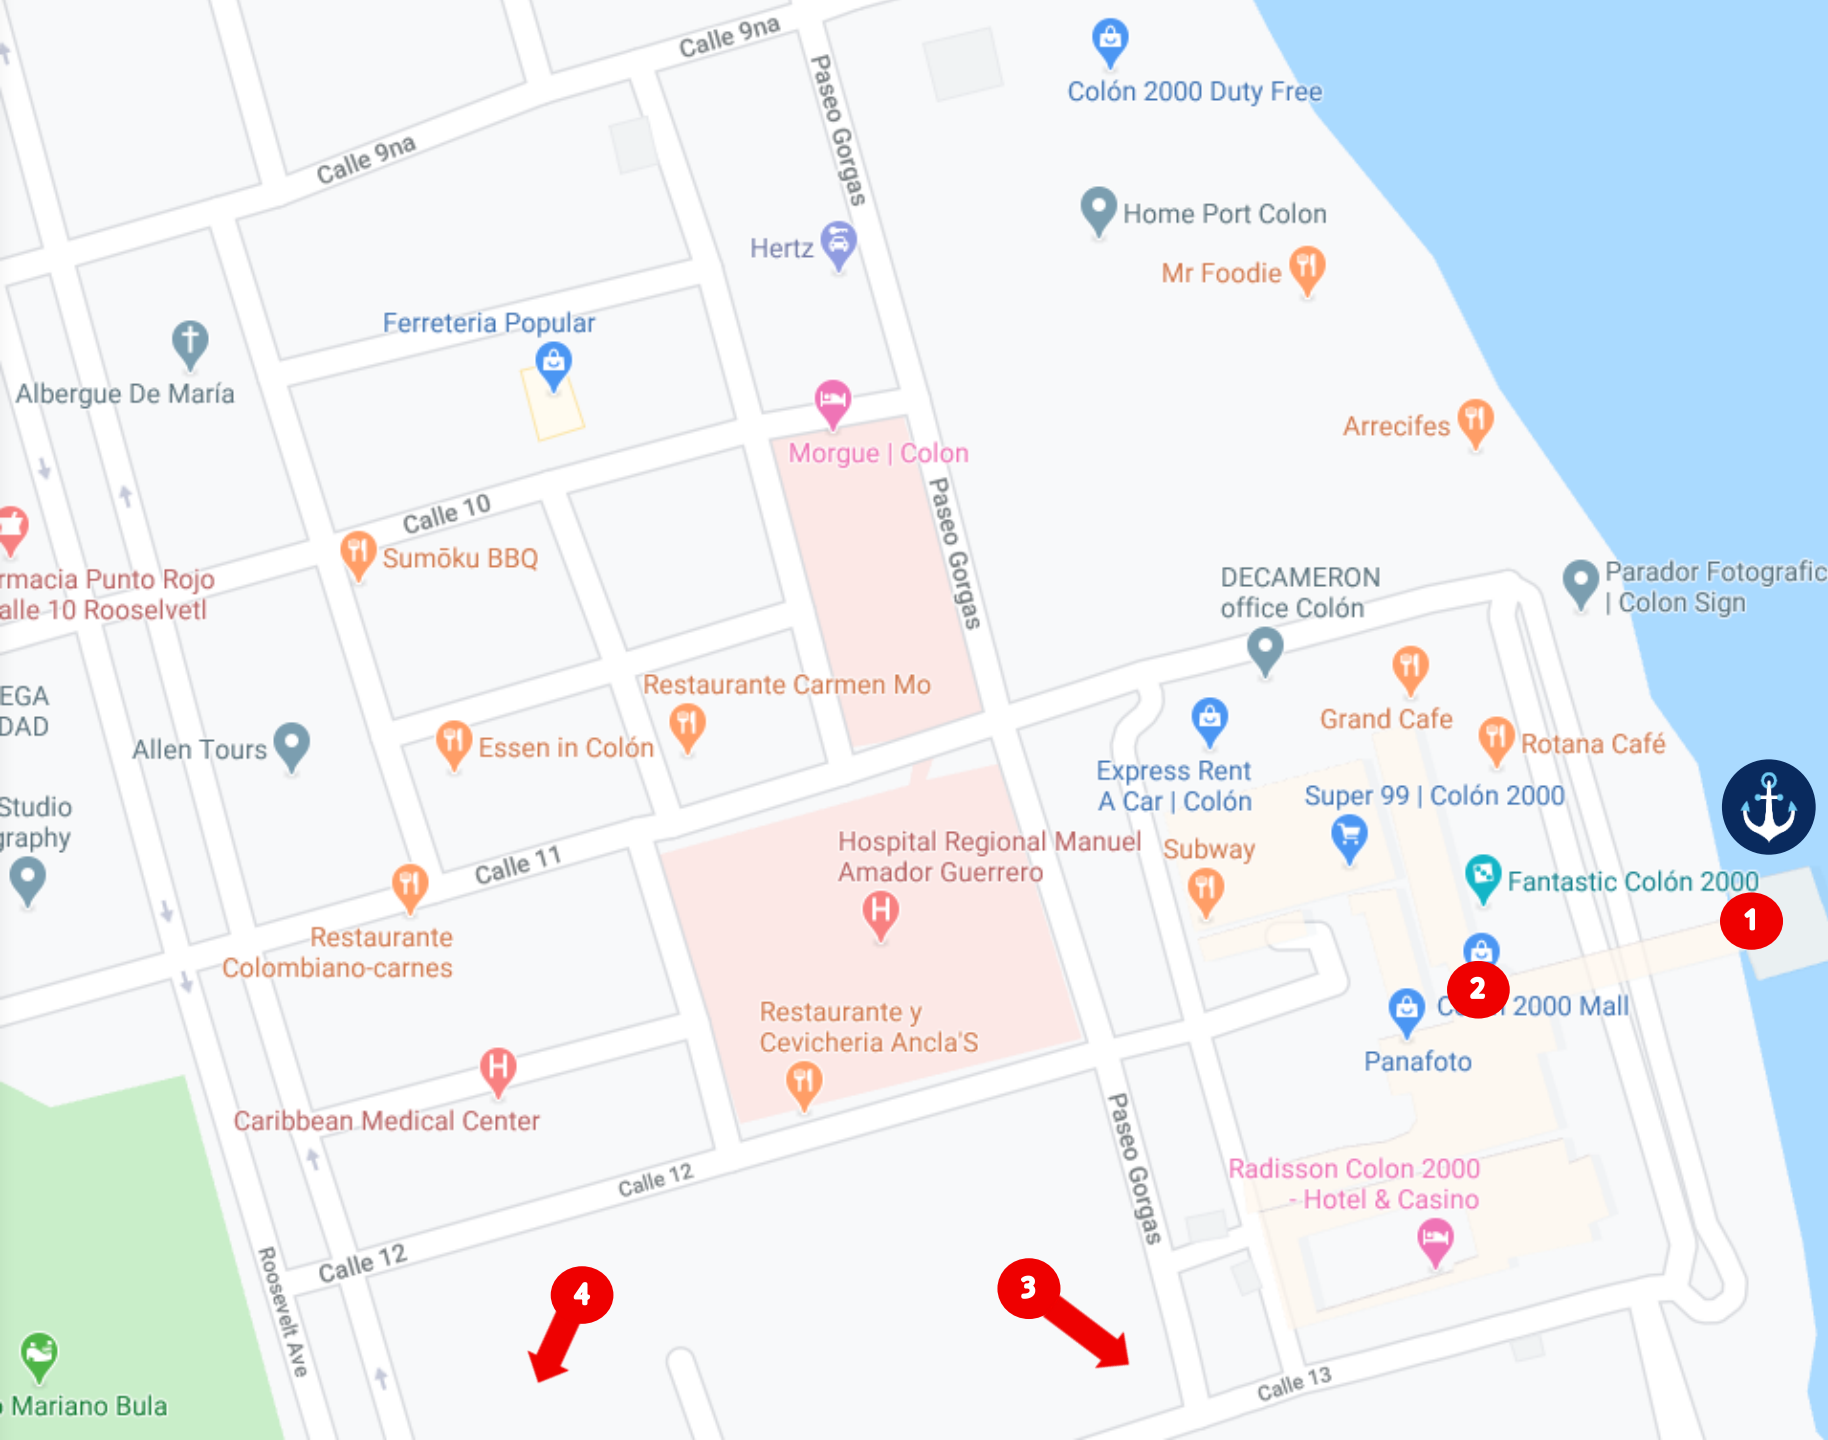 Calle 9na
Colón 2000 Duty Free
Paseo Gorgas
Calle 9na
Home Port Colon
Hertz
Mr Foodie
Ferreteria Popular
Albergue De María
Arrecifes
Morgue | Colon
Calle 10
Paseo Gorgas
Sumōku BBQ
rmacia Punto Rojo
alle 10 Rooselvetl
DECAMERON
office Colón
Parador Fotografic
| Colon Sign
EGA
DAD
Restaurante Carmen Mo
Grand Cafe
Allen Tours
Essen in Colón
Rotana Café
Express Rent
A Car | Colón
Super 99 | Colón 2000
Studio
graphy
Hospital Regional Manuel
Amador Guerrero
Subway
Calle 11
Fantastic Colón 2000
1
Restaurante
Colombiano-carnes
H
2
2000 Mall
Restaurante y
Cevicheria Ancla'S
Panafoto
H
Caribbean Medical Center
Paseo Gorgas
Calle 12
Radisson Colon 2000
- Hotel & Casino
Calle 12
Roosevelt Ave
4
3
Mariano Bula
Calle 13